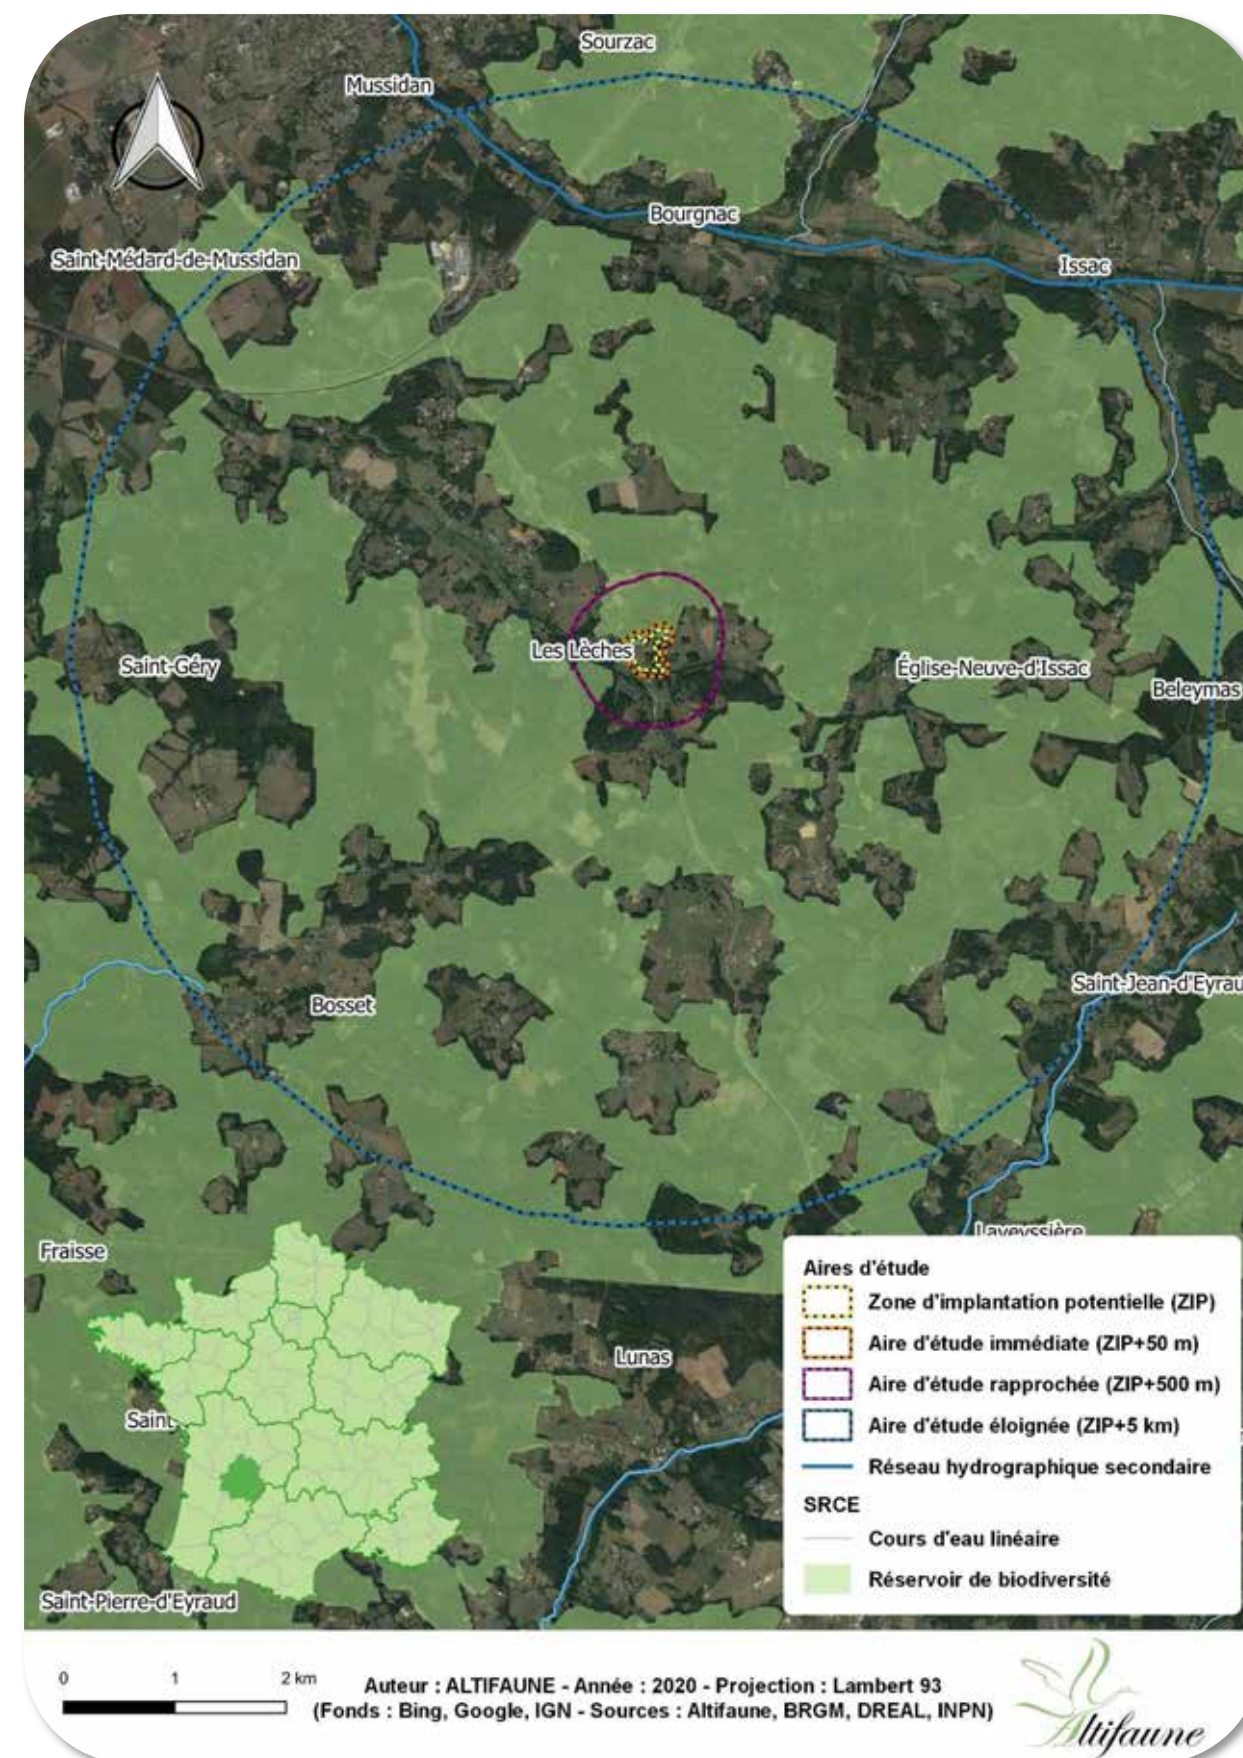 Sourzac
Mussidan
Bourgnac
Saint-Médard-de-Mussidan
Issac
Les Lèches
Saint-Géry
Église-Neuve-d'Issac
Beleymas
Saint-Jean-d'Eyrau
Bosset
Laveyssière
Fraisse
Lunas
Saint
Saint-Pierre-d'Eyraud
Aires d'étude
Zone d'implantation potentielle (ZIP)
Aire d'étude immédiate (ZIP+50 m)
Aire d'étude rapprochée (ZIP+500 m)
Aire d'étude éloignée (ZIP+5 km)
Réseau hydrographique secondaire
SRCE
Cours d'eau linéaire
Réservoir de biodiversité
0 1 2 km
Auteur : ALTIFAUNE - Année : 2020 - Projection : Lambert 93
(Fonds : Bing, Google, IGN - Sources : Altifaune, BRGM, DREAL, INPN)
Altifaune